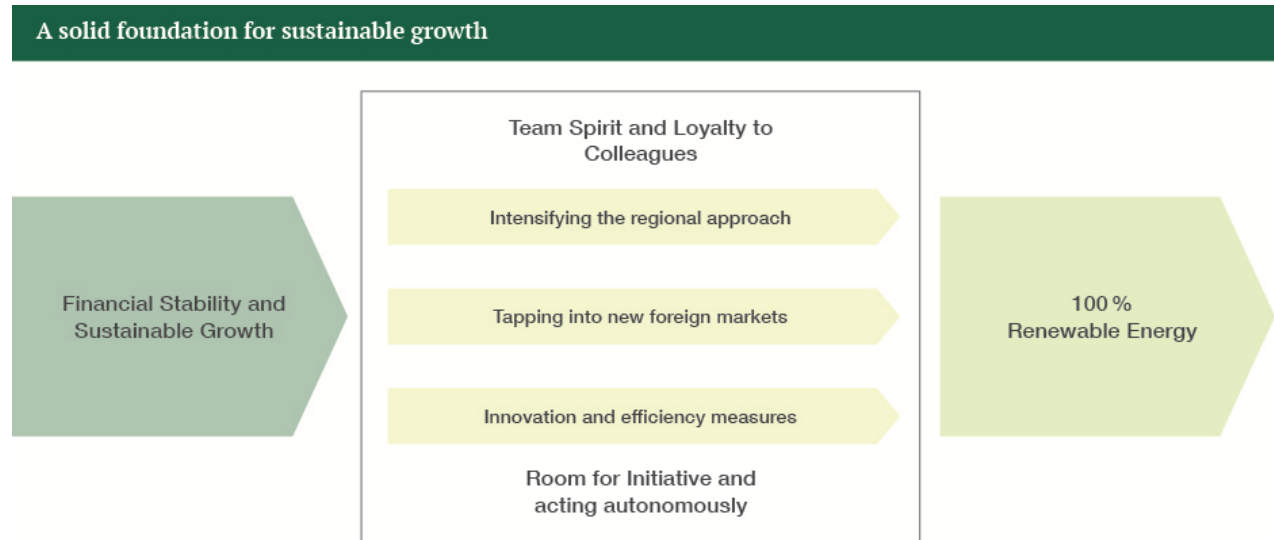 A solid foundation for sustainable growth
Team Spirit and Loyalty to
Colleagues
Intensifying the regional approach
Financial Stability and
Sustainable Growth
Tapping into new foreign markets
100 %
Renewable Energy
Innovation and efficiency measures
Room for Initiative and
acting autonomously